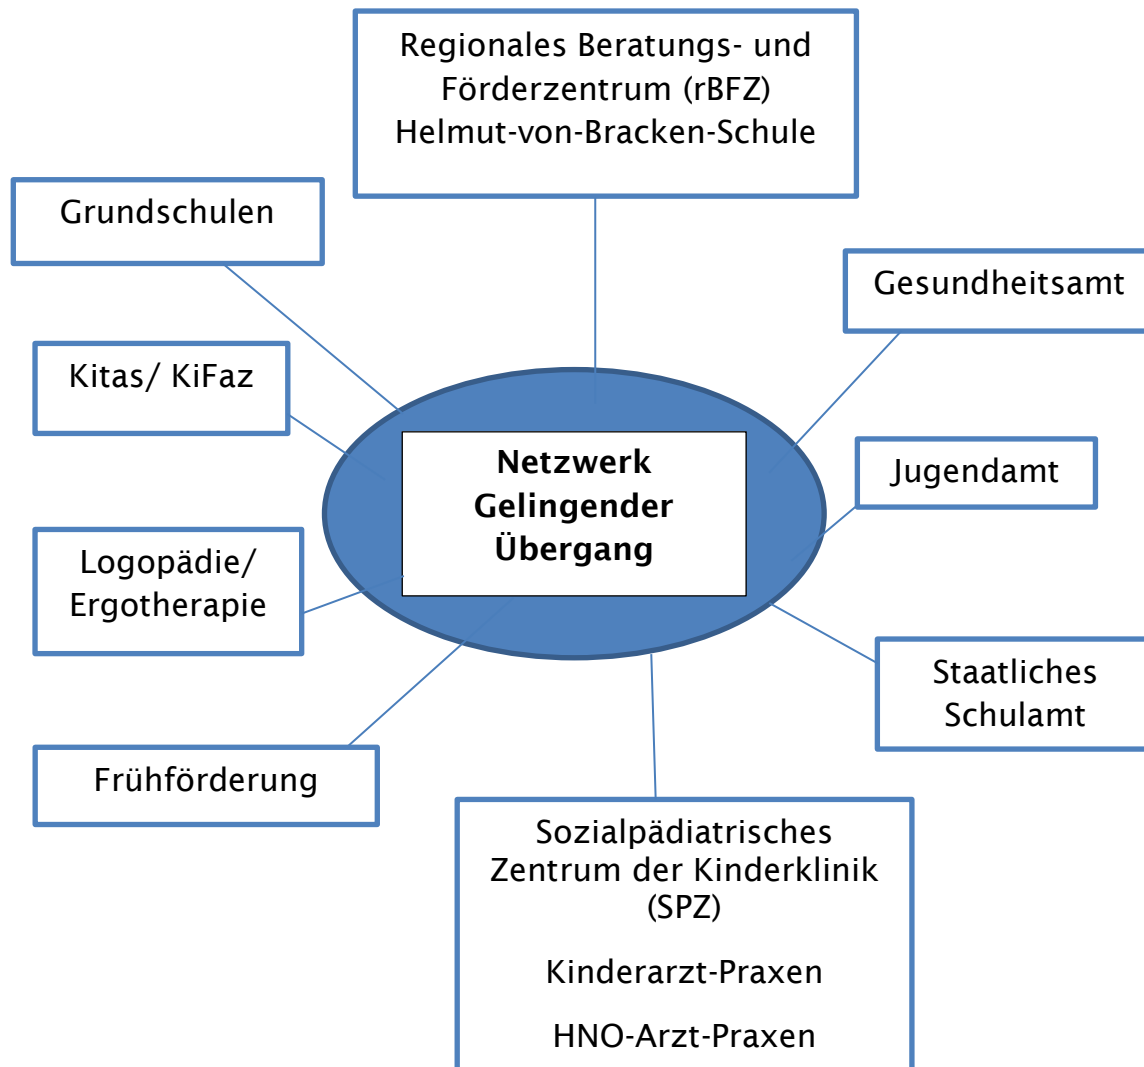 Regionales Beratungs- und
Förderzentrum (rBFZ)
Helmut-von-Bracken-Schule
Grundschulen
Gesundheitsamt
Kitas/ KiFaz
Netzwerk
Gelingender
Übergang
Jugendamt
Logopädie/
Ergotherapie
Staatliches
Schulamt
Frühförderung
Sozialpädiatrisches
Zentrum der Kinderklinik
(SPZ)
Kinderarzt-Praxen
HNO-Arzt-Praxen